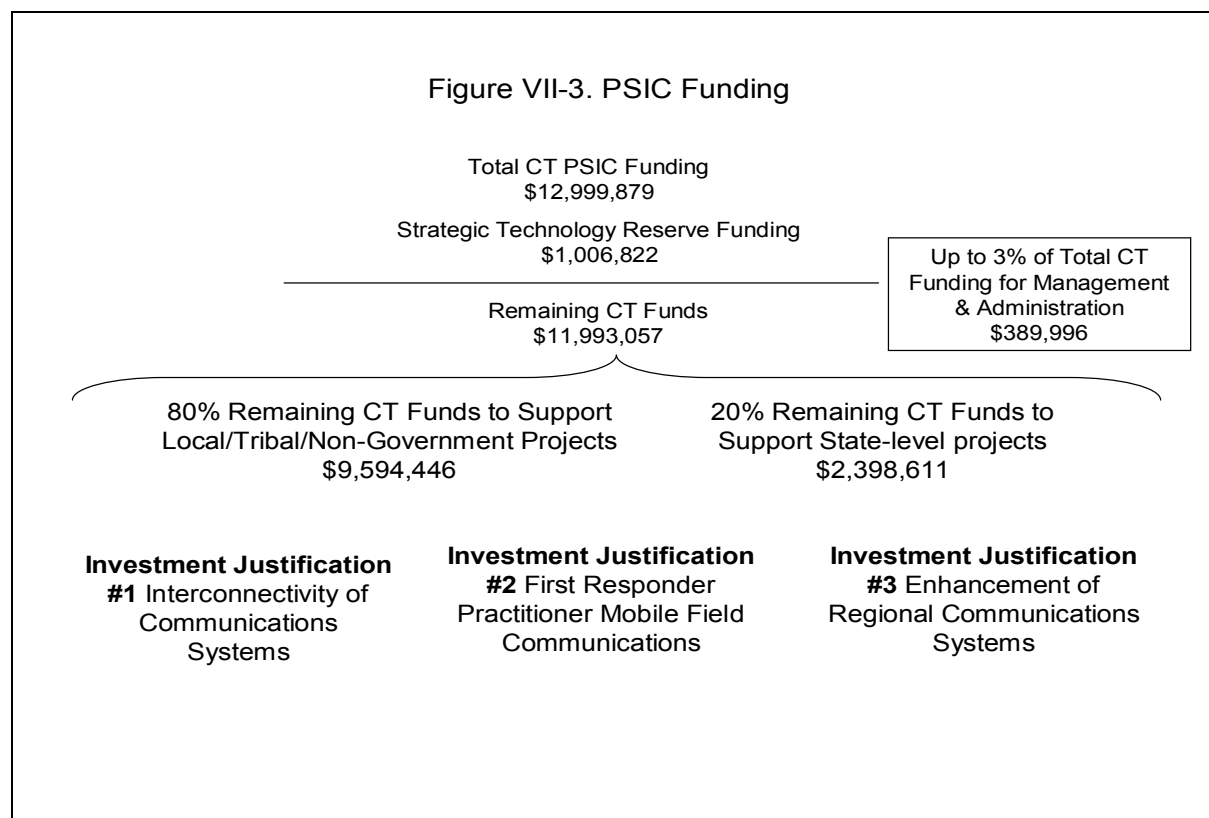 Figure VII-3. PSIC Funding
Total CT PSIC Funding
$12,999,879
Strategic Technology Reserve Funding
$1,006,822
Up to 3% of Total CT
Funding for Management
& Administration
$389,996
Remaining CT Funds
$11,993,057
80% Remaining CT Funds to Support
Local/Tribal/Non-Government Projects
$9,594,446
20% Remaining CT Funds to
Support State-level projects
$2,398,611
Investment Justification
#1 Interconnectivity of
Communications
Systems
Investment Justification
#2 First Responder
Practitioner Mobile Field
Communications
Investment Justification
#3 Enhancement of
Regional Communications
Systems